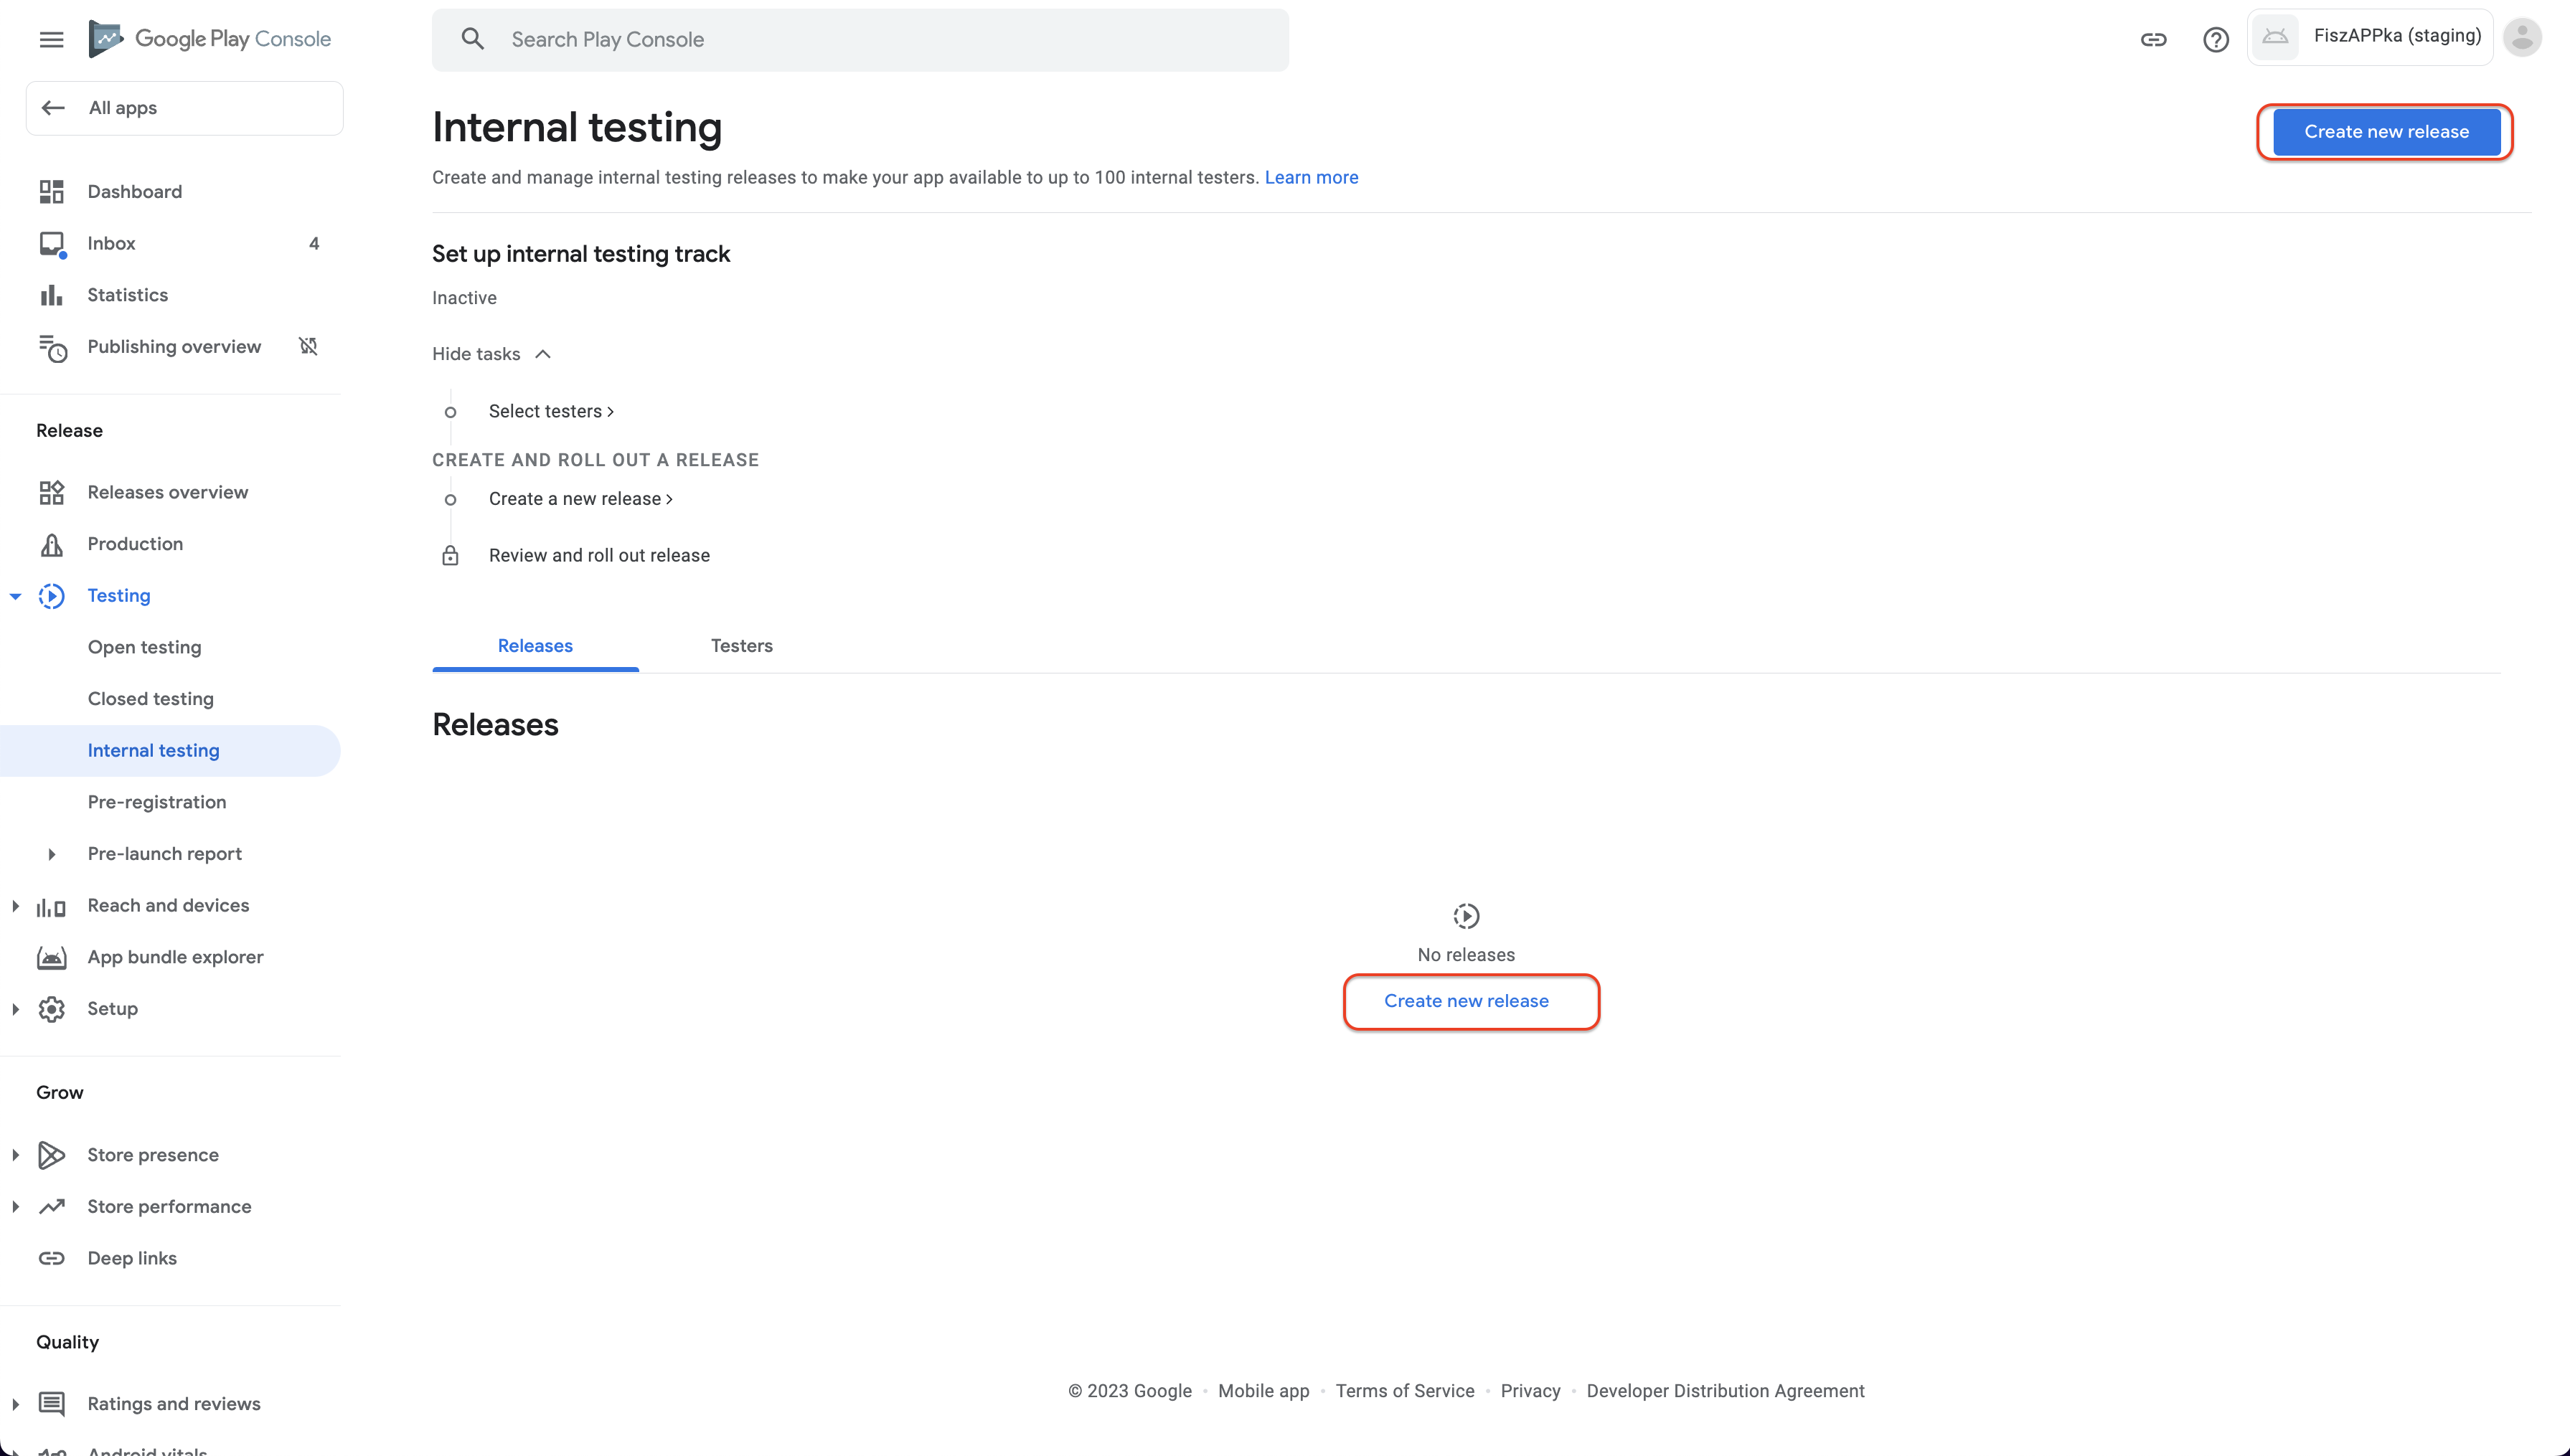 Google Play Console
Search Play Console
FiszAPPka (staging)
All apps
Dashboard
Inbox 4
Statistics
Publishing overview
Release
Releases overview
Production
Testing
Open testing
Closed testing
Internal testing
Pre-registration
Pre-launch report
Reach and devices
App bundle explorer
Setup
Grow
Store presence
Store performance
Deep links
Quality
Ratings and reviews
Android vitals
Internal testing
Create new release
Create and manage internal testing releases to make your app available to up to 100 internal testers. Learn more
Set up internal testing track
Inactive
Hide tasks
Select testers
CREATE AND ROLL OUT A RELEASE
Create a new release
Review and roll out release
Releases Testers
Releases
No releases
Create new release
© 2023 Google • Mobile app • Terms of Service • Privacy • Developer Distribution Agreement